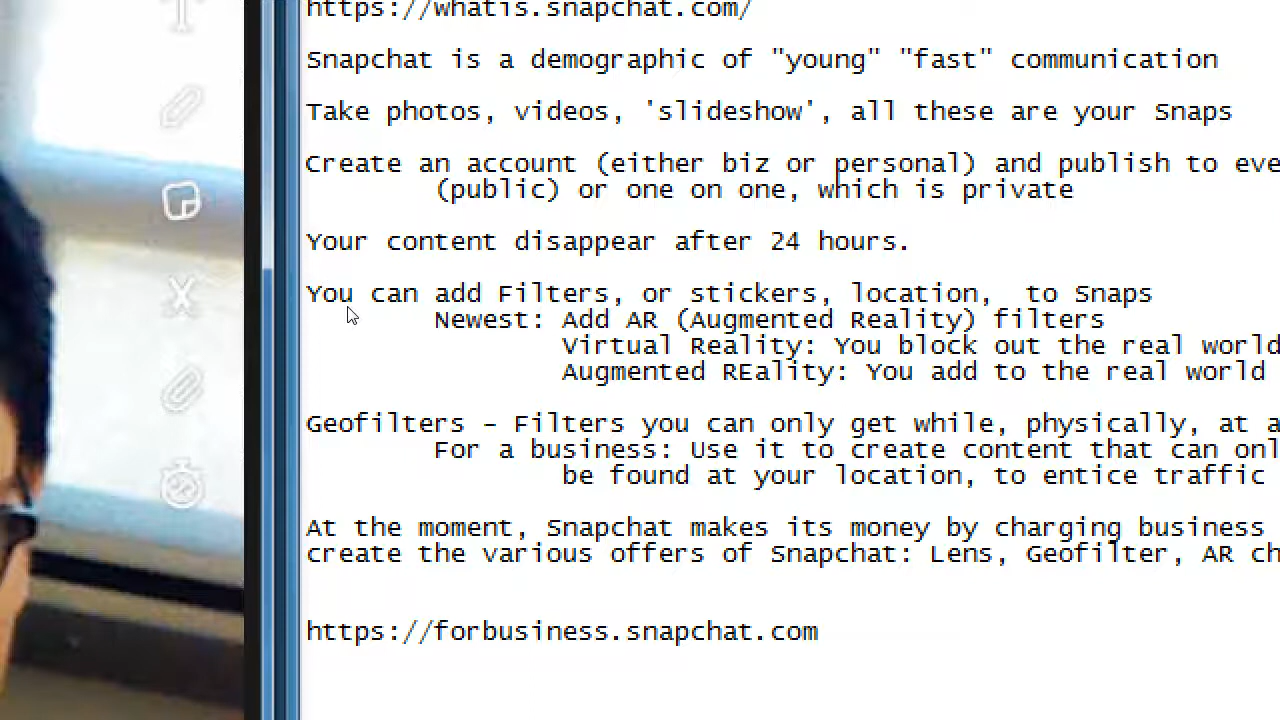 https://whatis.snapchat.com/
Snapchat is a demographic of "young" "fast" communication
Take photos, videos, 'slideshow', all these are your Snaps
Create an account (either biz or personal) and publish to eve
(public) or one on one, which is private
Your content disappear after 24 hours.
You can add Filters, or stickers, location,  to Snaps
Newest: Add AR (Augmented Reality) filters
Virtual Reality: You block out the real world
Augmented REality: You add to the real world
Geofilters – Filters you can only get while, physically, at a
For a business: Use it to create content that can onl
be found at your location, to entice traffic
At the moment, Snapchat makes its money by charging business
create the various offers of Snapchat: Lens, Geofilter, AR ch
https://forbusiness.snapchat.com